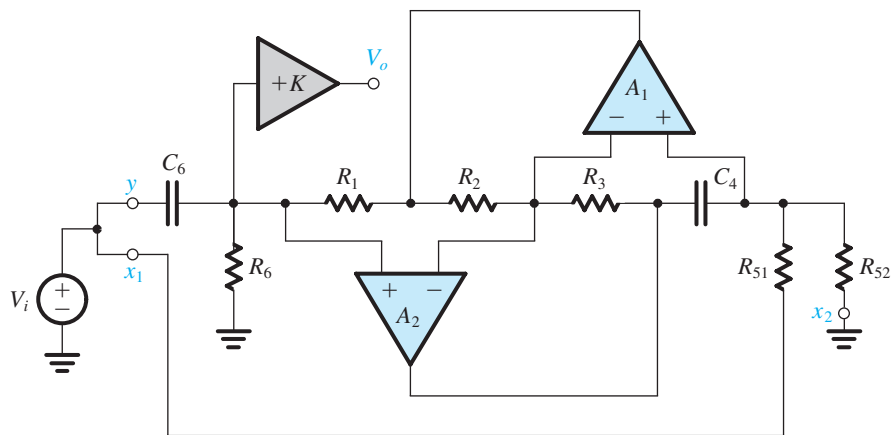 +K
V_o
A_1
− +
C_6
R_1
R_2
R_3
C_4
y
x_1
R_6
R_51
R_52
V_i
+
−
+ −
A_2
x_2